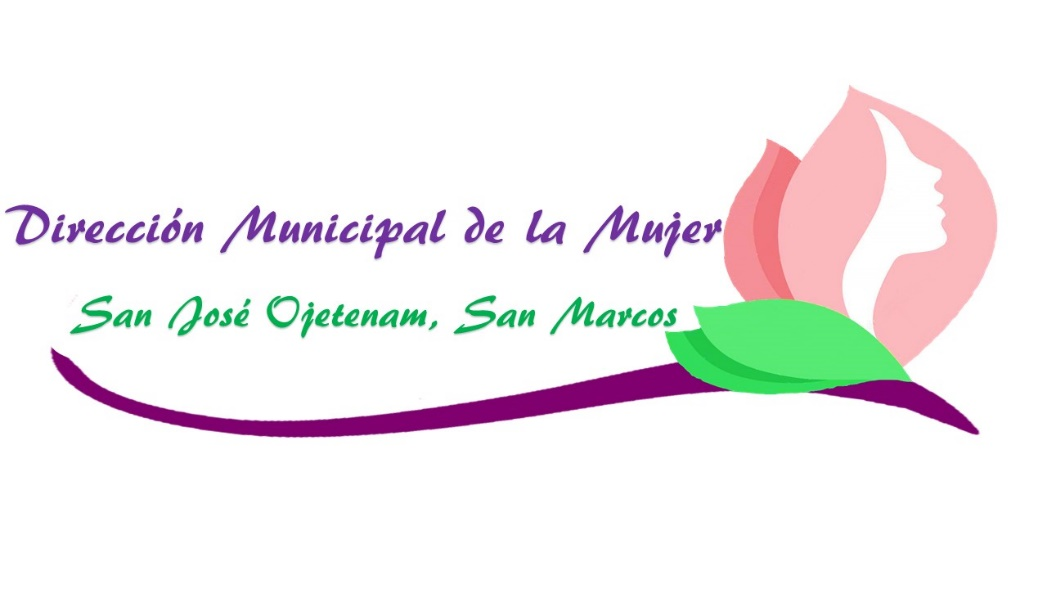 Dirección Municipal de la Mujer
San José Ojetenam, San Marcos